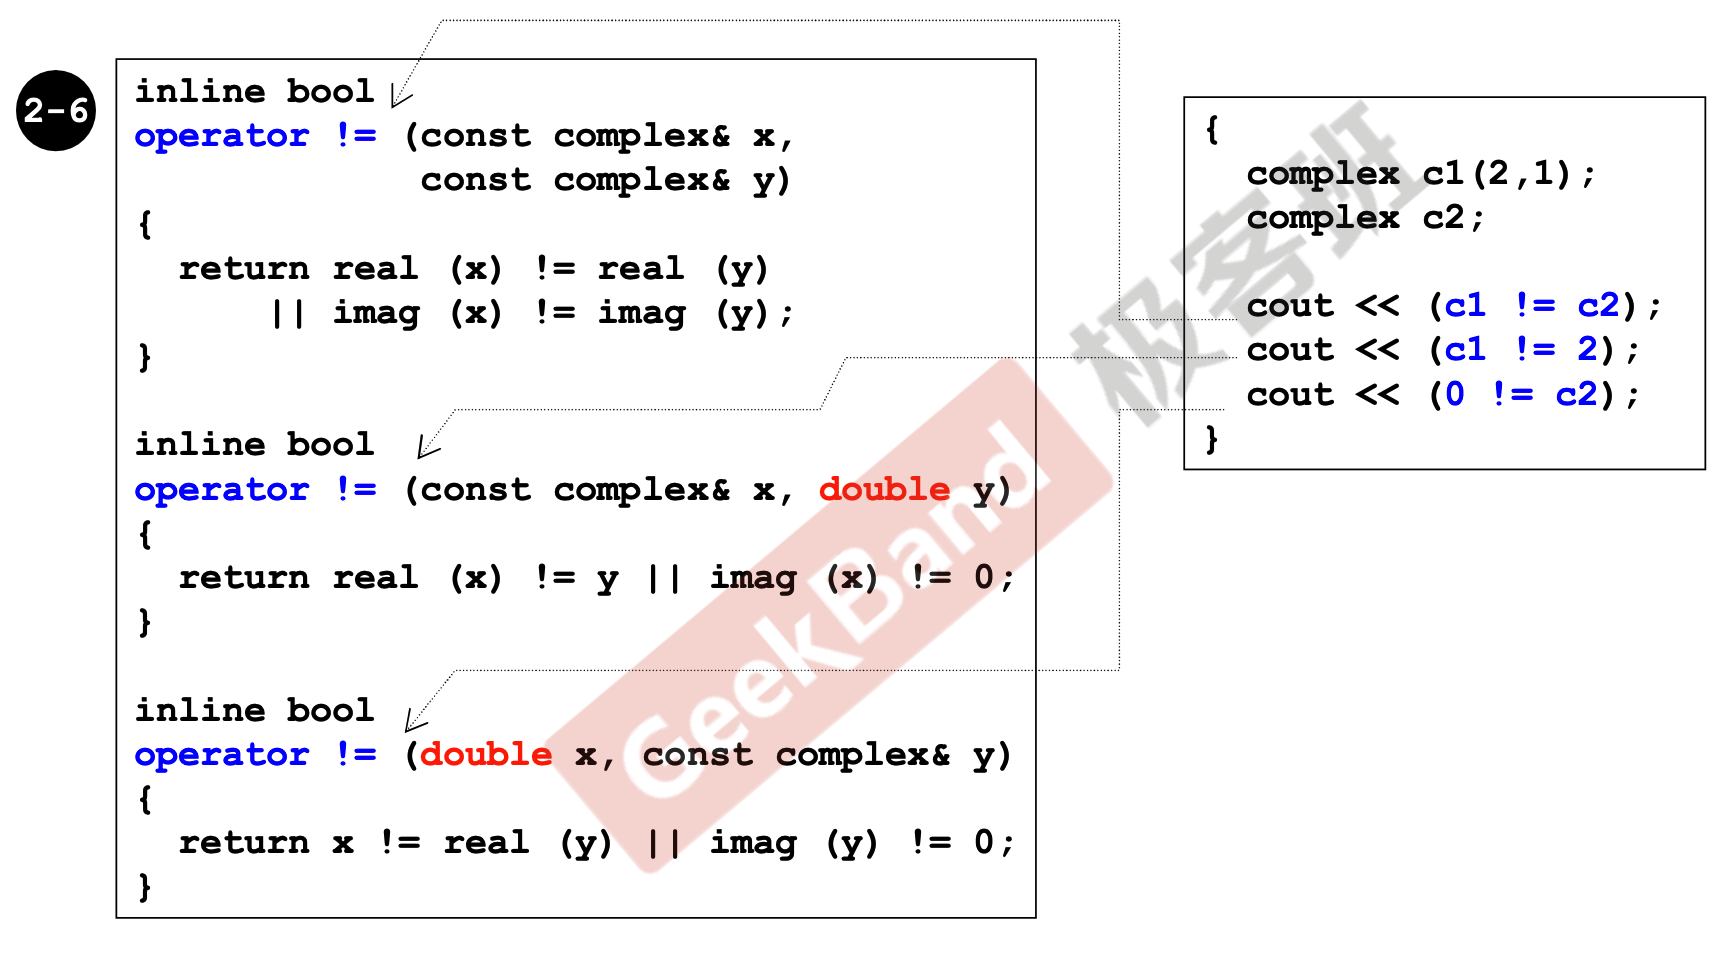 2-6
inline bool
operator != (const complex& x,
const complex& y)
{
return real (x) != real (y)
|| imag (x) != imag (y);
}
inline bool
operator != (const complex& x, double y)
{
return real (x) != y || imag (x) != 0;
}
inline bool
operator != (double x, const complex& y)
{
return x != real (y) || imag (y) != 0;
}
{
complex c1(2,1);
complex c2;
cout << (c1 != c2);
cout << (c1 != 2);
cout << (0 != c2);
}
GeekBand 极客班